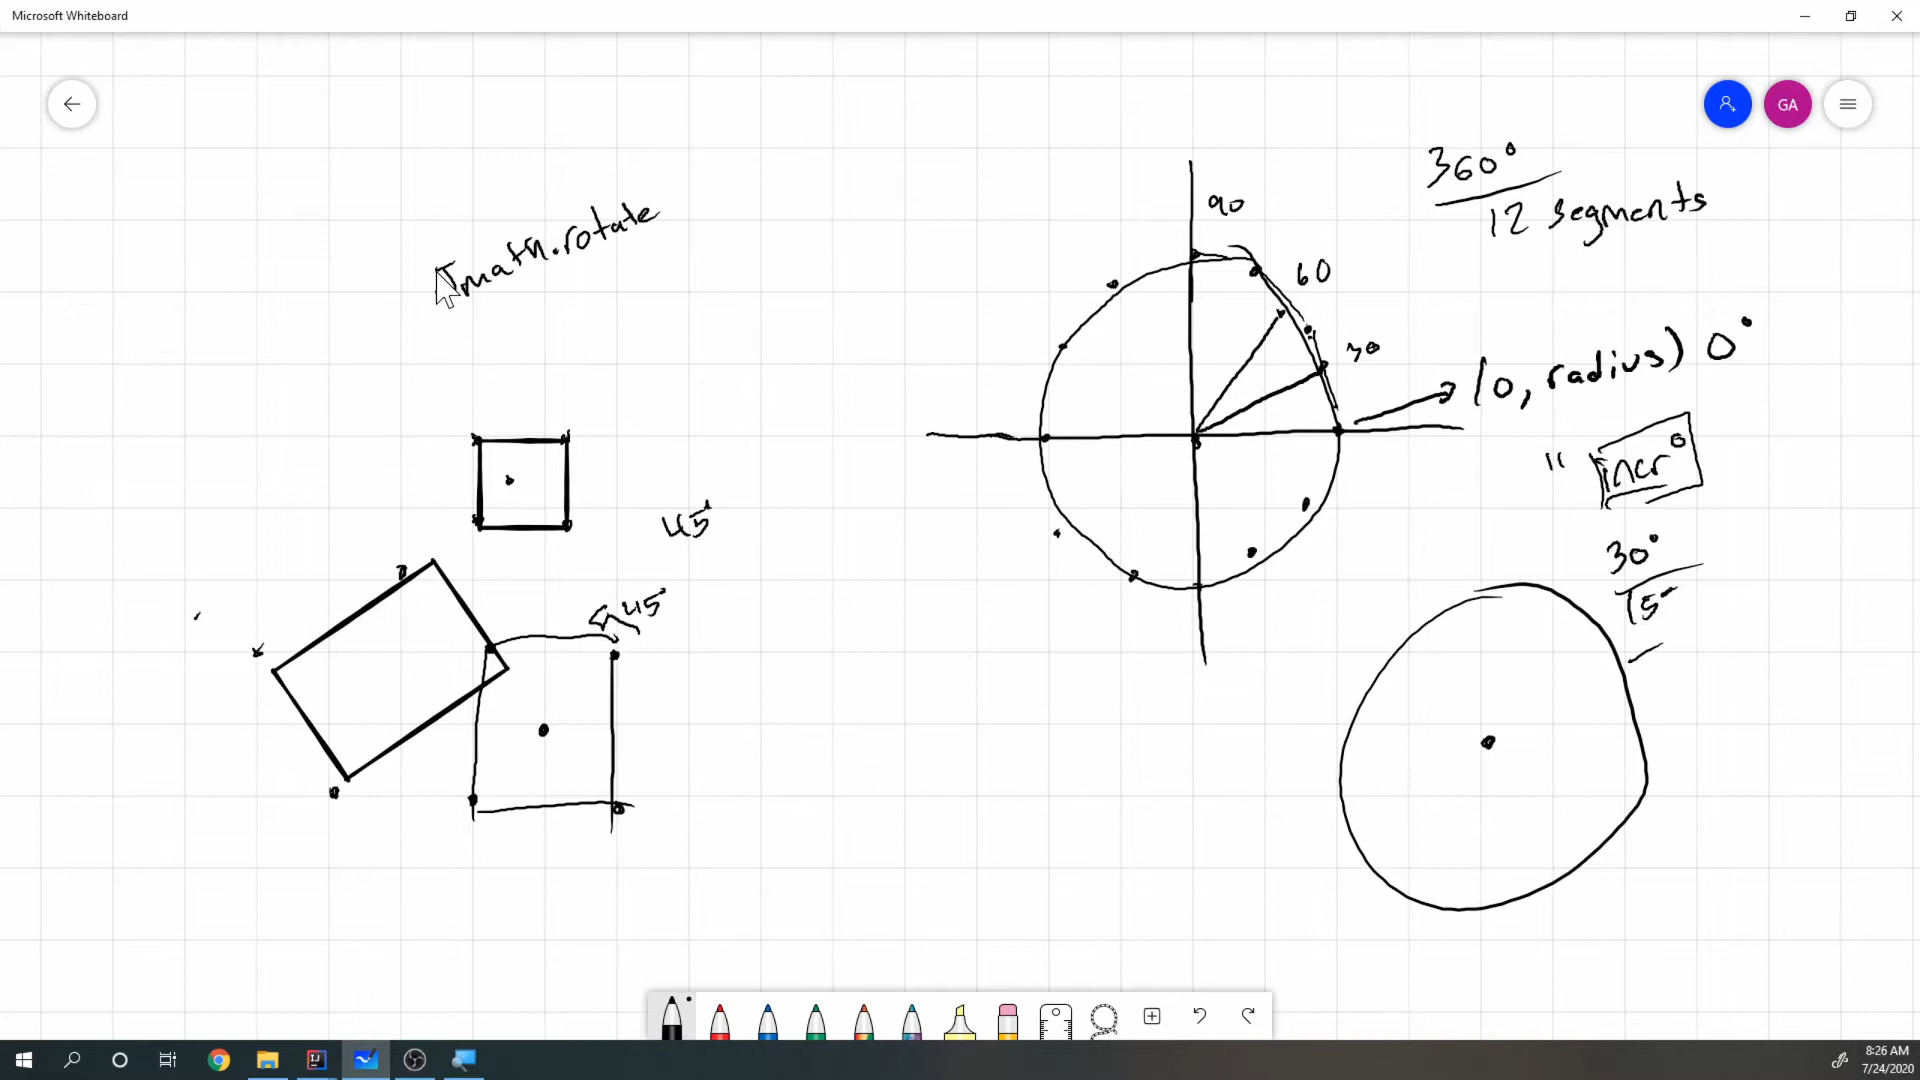 Microsoft Whiteboard
GA
Jmath.rotate
360°
12 segments
90
60
30
(0, radius) 0°
" incr°
45°
30°
15
45°
8:26 AM
7/24/2020